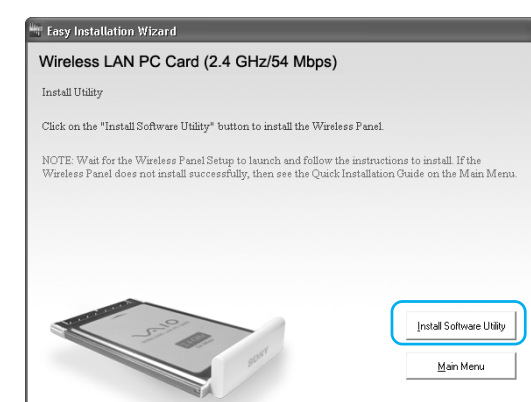 Easy Installation Wizard
Wireless LAN PC Card (2.4 GHz/54 Mbps)
Install Utility
Click on the "Install Software Utility" button to install the Wireless Panel.
NOTE: Wait for the Wireless Panel Setup to launch and follow the instructions to install. If the
Wireless Panel does not install successfully, then see the Quick Installation Guide on the Main Menu.
Install Software Utility
VAIO
SONY
Main Menu